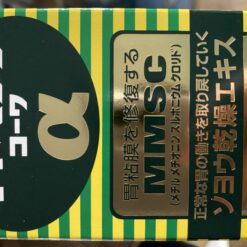 コーワ
α
胃粘膜を修復する
MMSC
(メチルメチオニンスルホニウムクロリド)
正常な胃の働きを取り戻していく
ソヨウ乾燥エキス